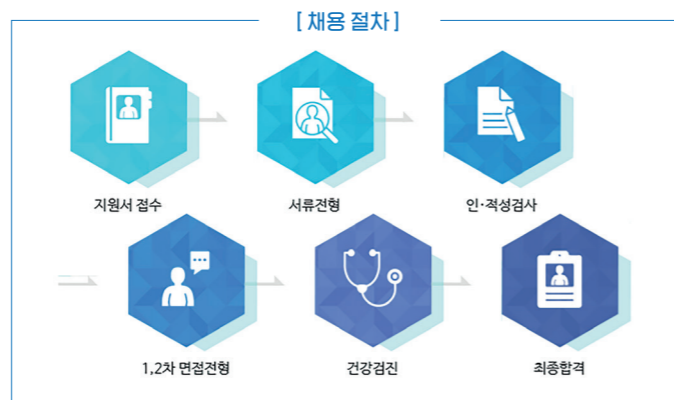 [ 채용 절차 ]
지원서 접수
서류전형
인·적성검사
1,2차 면접전형
건강검진
최종합격